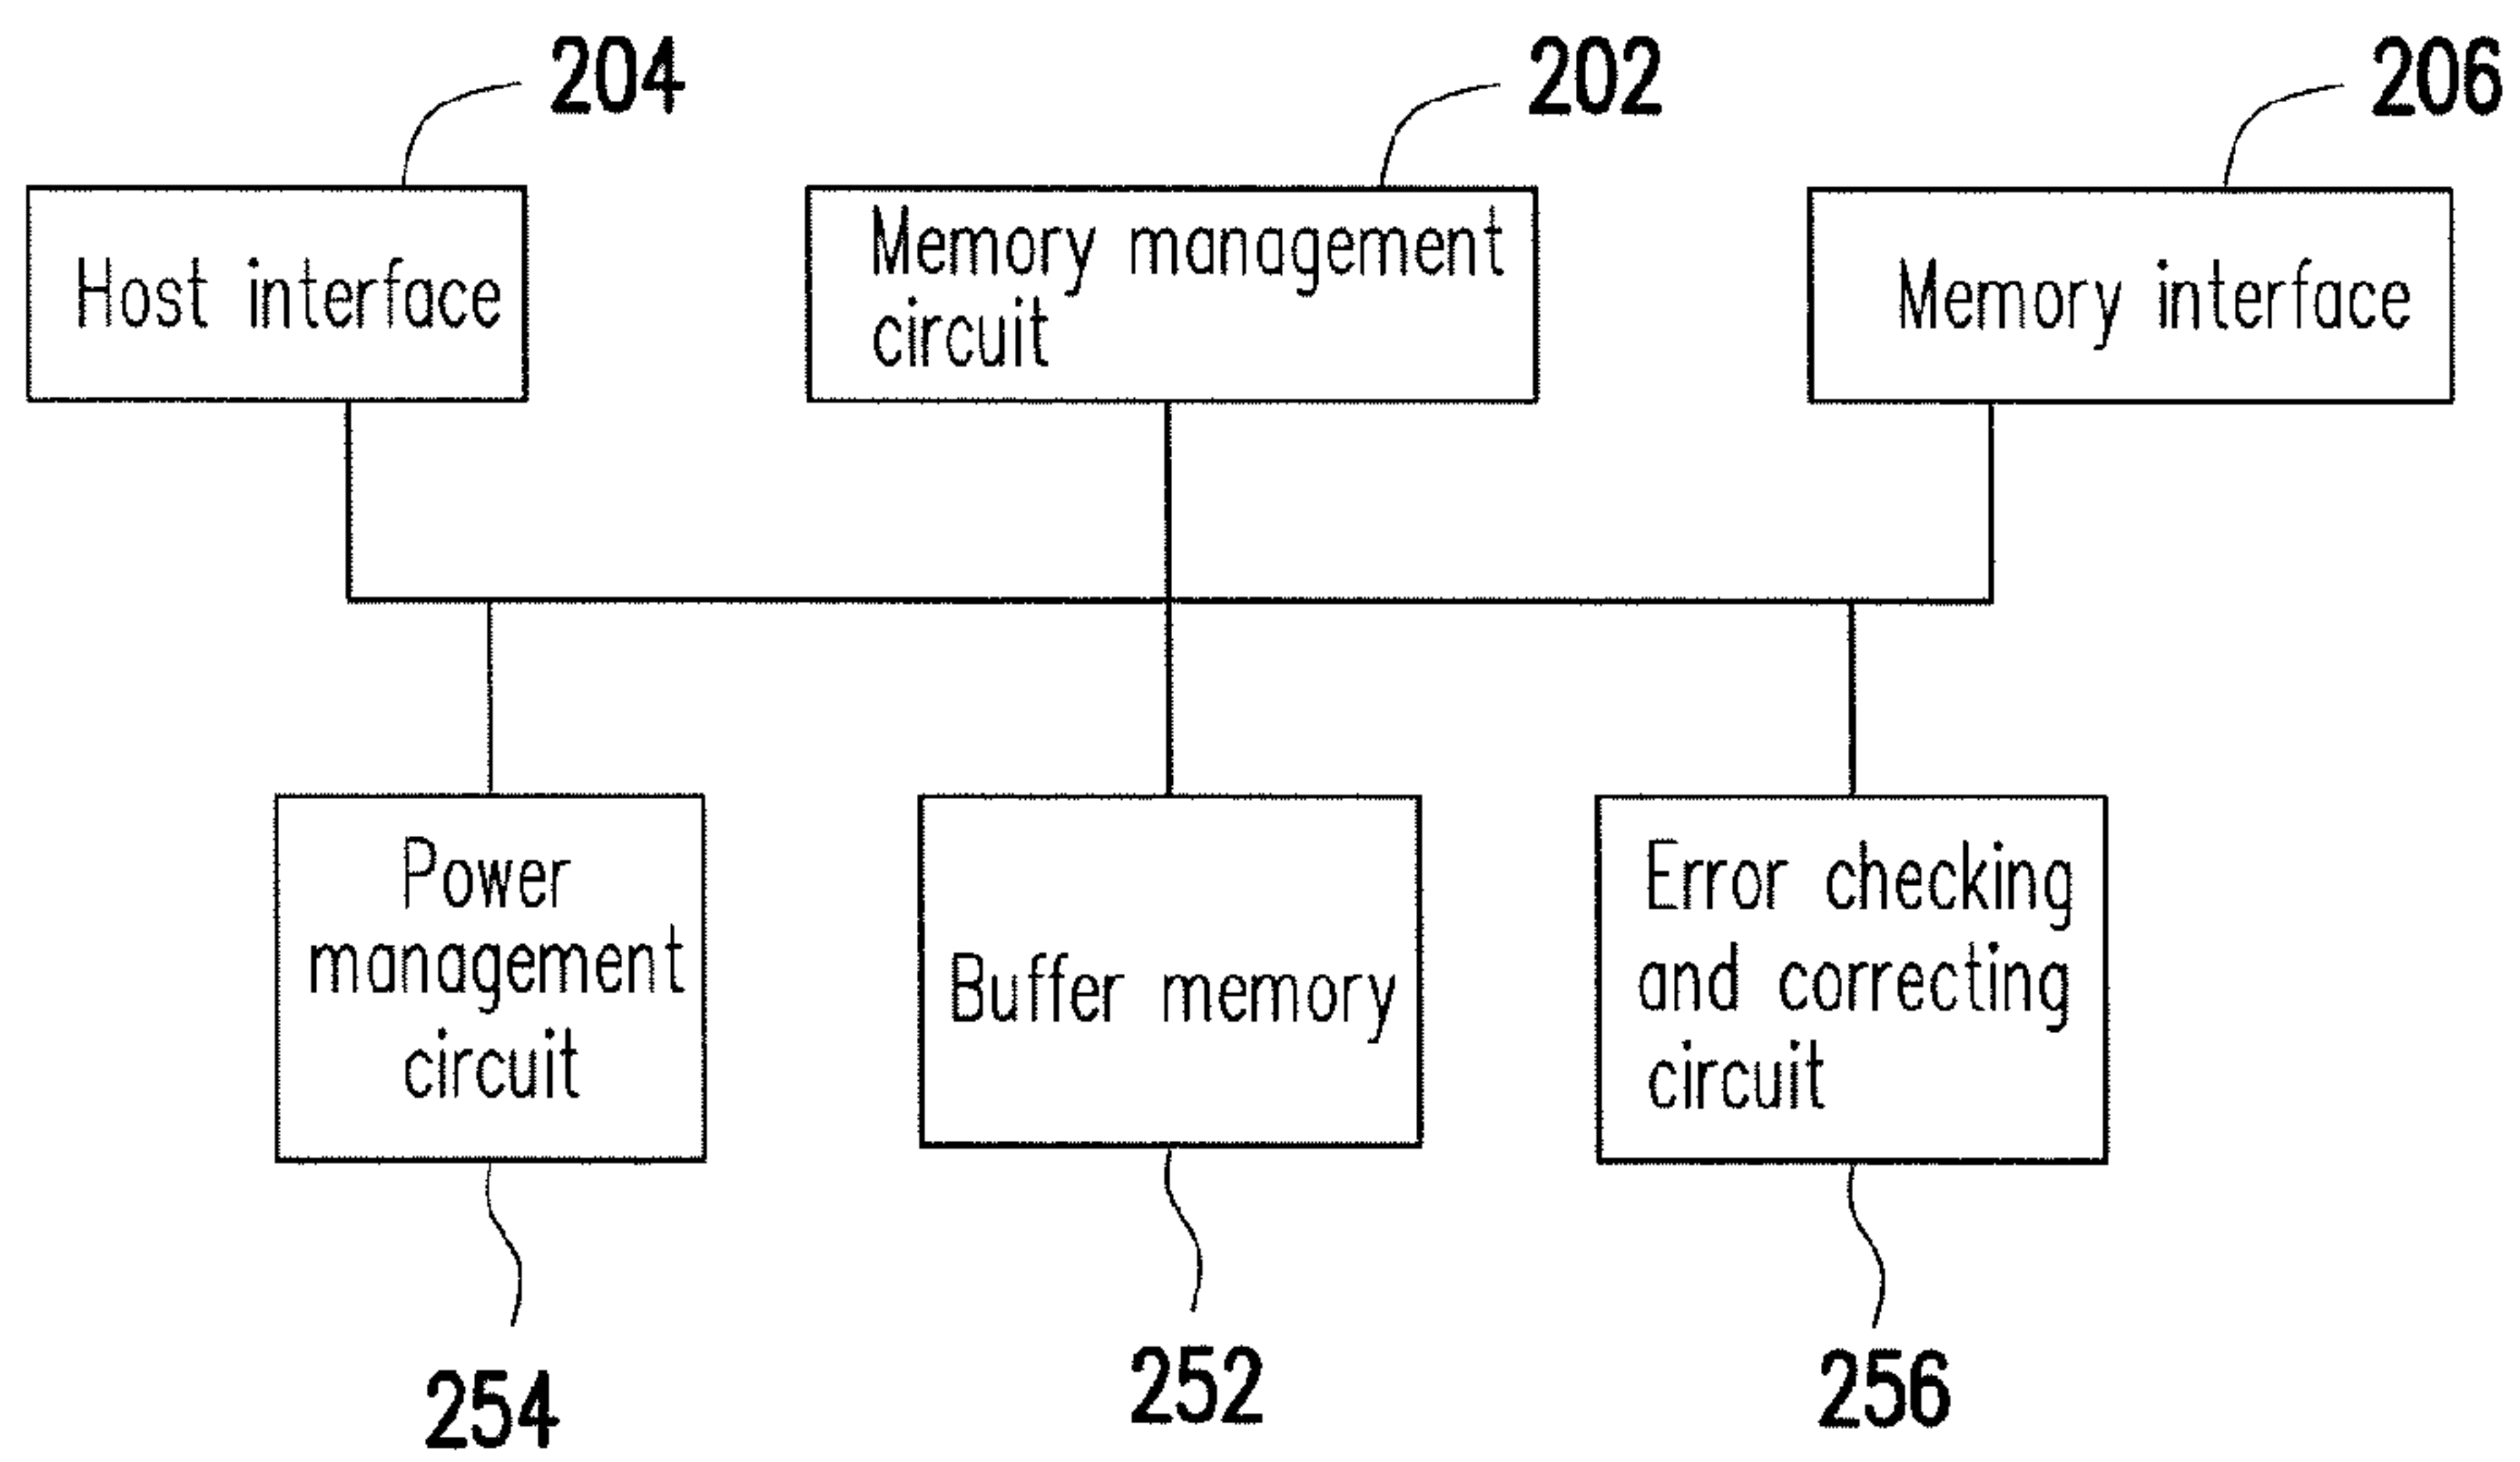 204
202
206
Host interface
Memory management
circuit
Memory interface
Power
management
circuit
Buffer memory
Error checking
and correcting
circuit
254
252
256